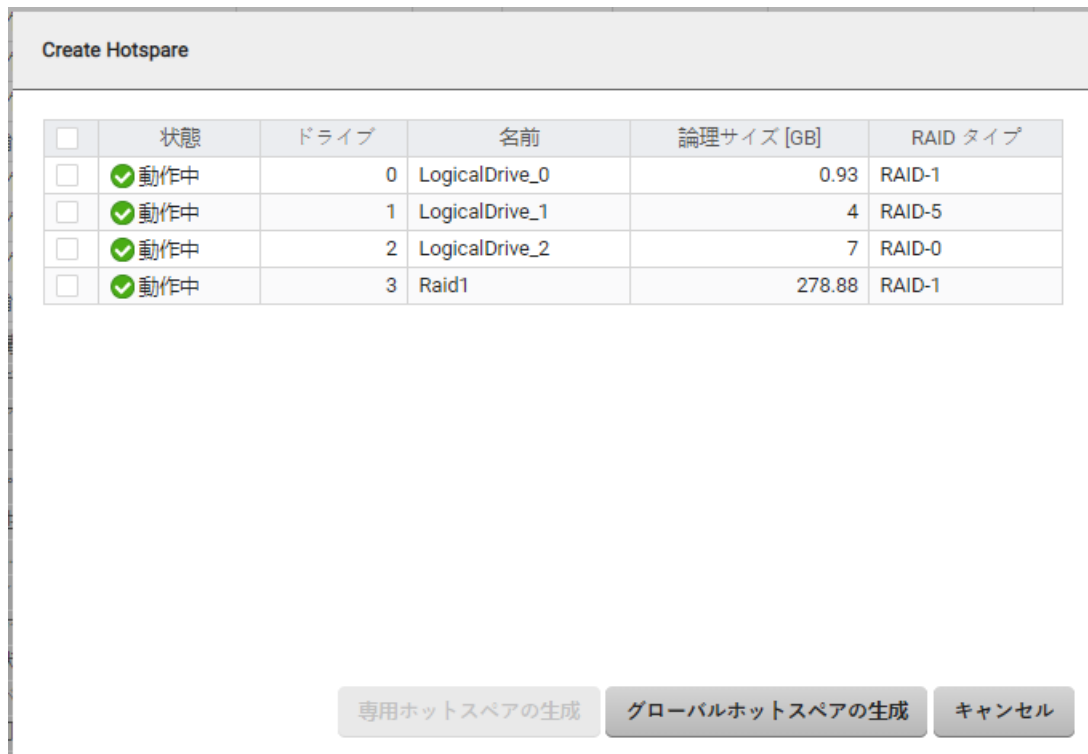 Create Hotspare
状態 ドライブ 名前 論理サイズ [GB] RAID タイプ
動作中 0 LogicalDrive_0 0.93 RAID-1
動作中 1 LogicalDrive_1 4 RAID-5
動作中 2 LogicalDrive_2 7 RAID-0
動作中 3 Raid1 278.88 RAID-1
専用ホットスペアの生成 グローバルホットスペアの生成 キャンセル